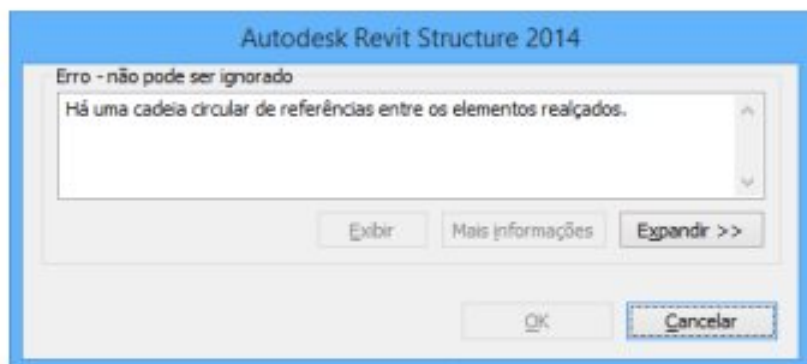 Autodesk Revit Structure 2014
Erro - não pode ser ignorado
Há uma cadeia circular de referências entre os elementos realçados.
Exibir Mais informações Expandir >>
OK Cancelar